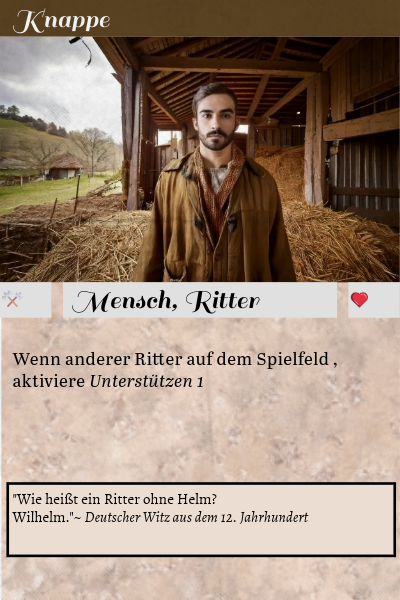 Knappe
Mensch, Ritter
Wenn anderer Ritter auf dem Spielfeld ,
aktiviere Unterstützen 1
"Wie heißt ein Ritter ohne Helm?
Wilhelm."~ Deutscher Witz aus dem 12. Jahrhundert